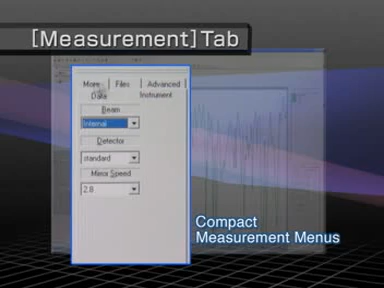 [Measurement] Tab
More Files Advanced
Data Instrument
Beam
Internal
Detector
standard
Mirror Speed
2.8
Compact
Measurement Menus